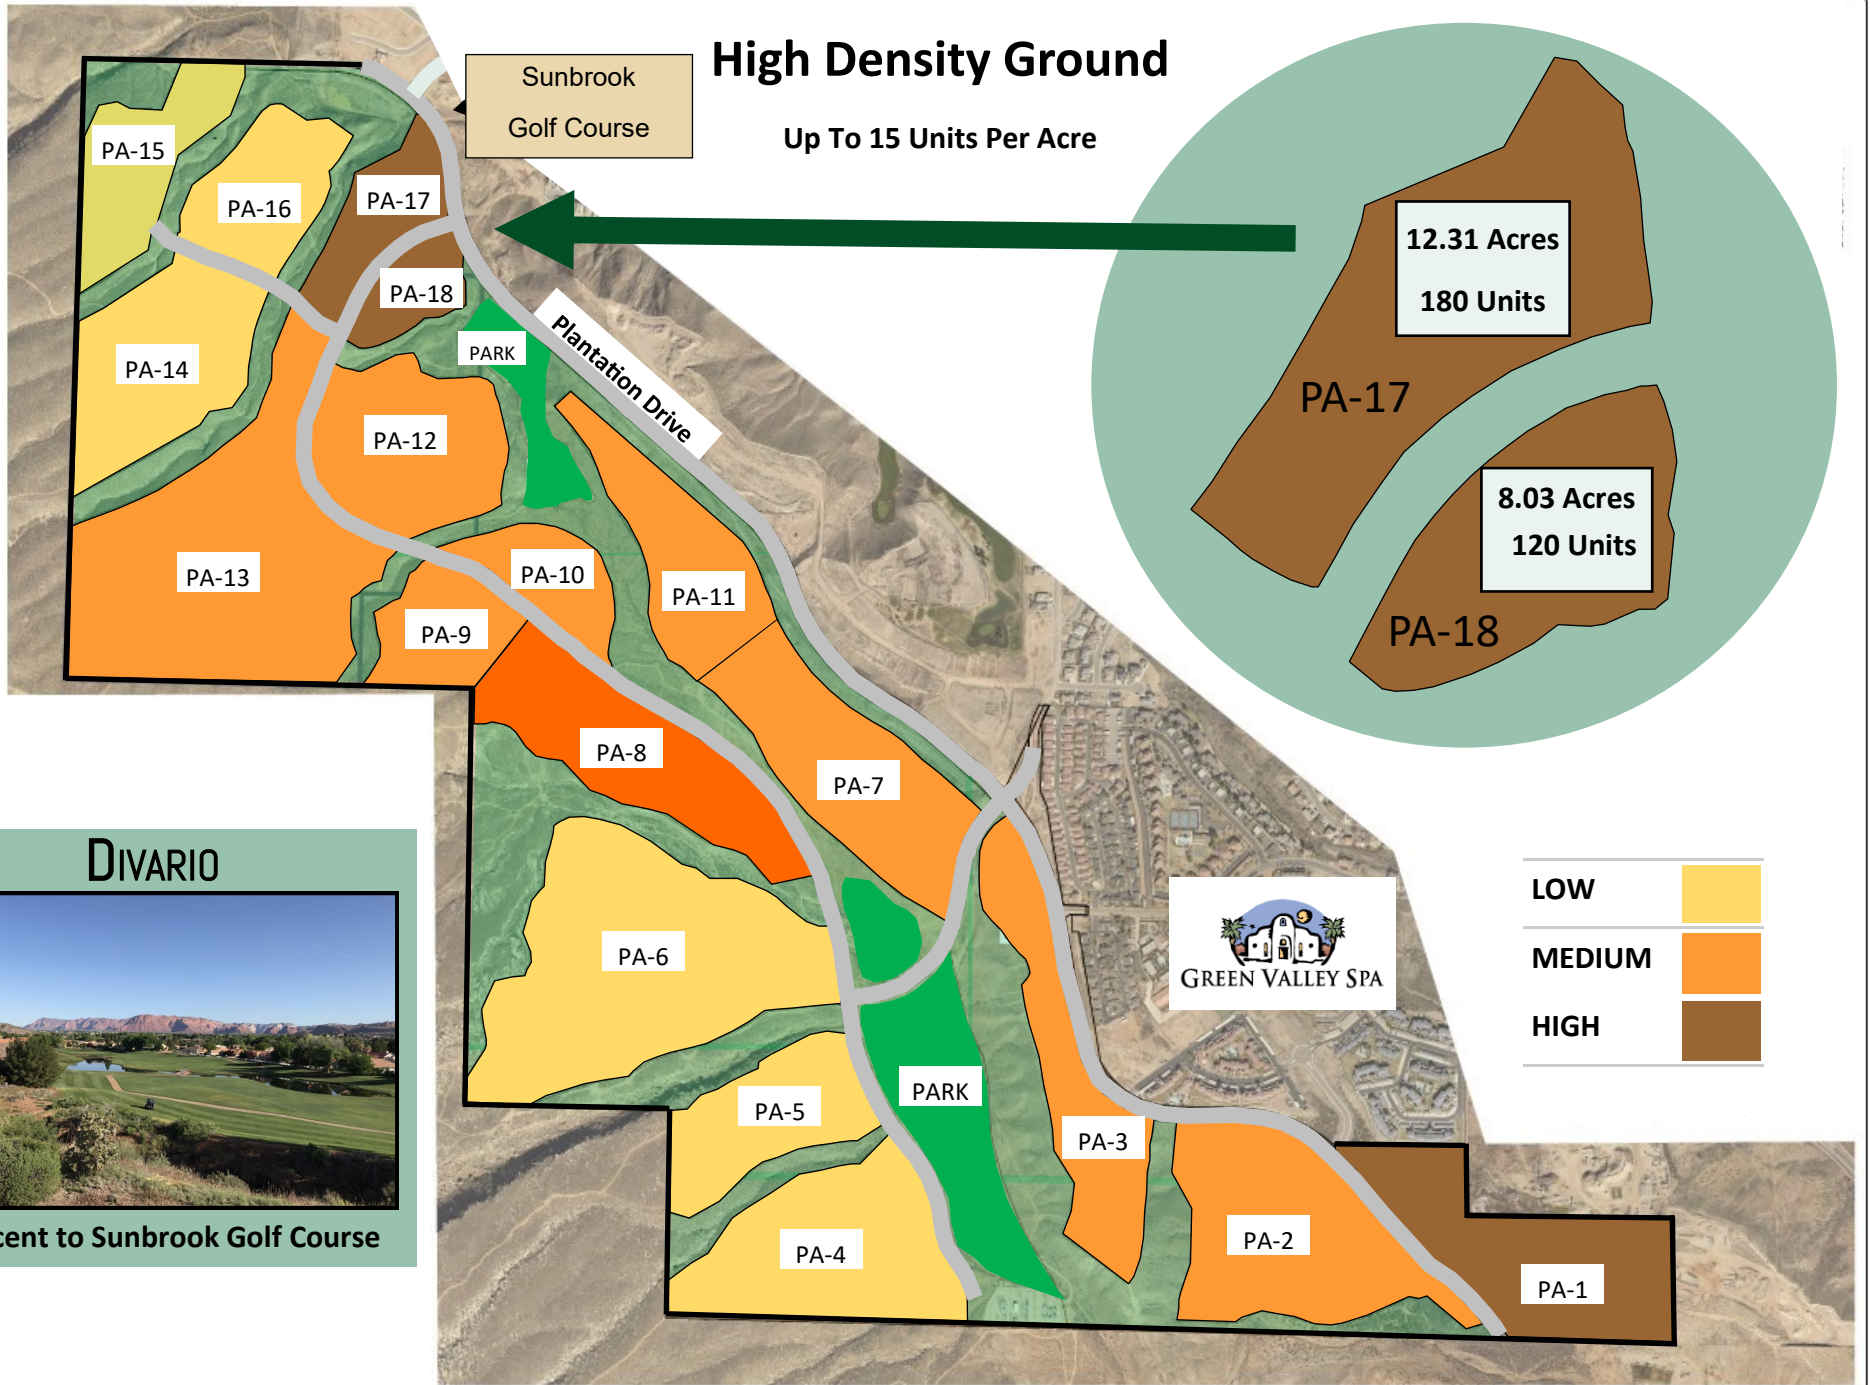 High Density Ground
Up To 15 Units Per Acre
Sunbrook
Golf Course
PA-15
PA-16
PA-17
PA-18
PA-14
PARK
Plantation Drive
PA-12
PA-13
PA-10
PA-9
PA-11
PA-8
PA-7
PA-6
PA-5
PARK
PA-3
PA-4
PA-2
PA-1
12.31 Acres
180 Units
PA-17
8.03 Acres
120 Units
PA-18
DIVARIO
cent to Sunbrook Golf Course
GREEN VALLEY SPA
LOW
MEDIUM
HIGH